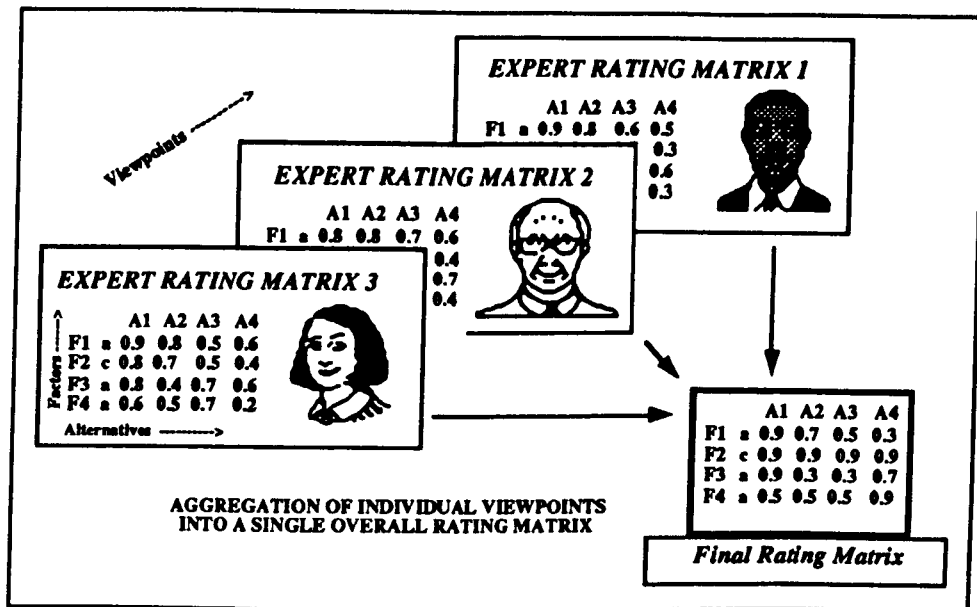 EXPERT RATING MATRIX 1
A1 A2 A3 A4
F1 a 0.9 0.8 0.6 0.5
0.3
0.6
0.3
Viewpoints ------>
EXPERT RATING MATRIX 2
A1 A2 A3 A4
F1 a 0.8 0.8 0.7 0.6
0.4
0.7
0.4
EXPERT RATING MATRIX 3
Factors ---->
A1 A2 A3 A4
F1 a 0.9 0.8 0.5 0.6
F2 c 0.8 0.7 0.5 0.4
F3 a 0.8 0.4 0.7 0.6
F4 a 0.6 0.5 0.7 0.2
Alternatives -------->
A1 A2 A3 A4
F1 a 0.9 0.7 0.5 0.3
F2 c 0.9 0.9 0.9 0.9
F3 a 0.9 0.3 0.3 0.7
F4 a 0.5 0.5 0.5 0.9
AGGREGATION OF INDIVIDUAL VIEWPOINTS
INTO A SINGLE OVERALL RATING MATRIX
Final Rating Matrix